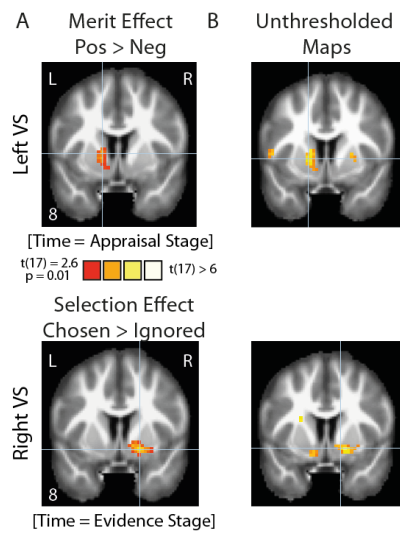 A
Merit Effect
Pos > Neg
B
Unthresholded
Maps
Left VS
L
R
8
[Time = Appraisal Stage]
t(17) = 2.6
p = 0.01
t(17) > 6
Selection Effect
Chosen > Ignored
Right VS
L
R
8
[Time = Evidence Stage]